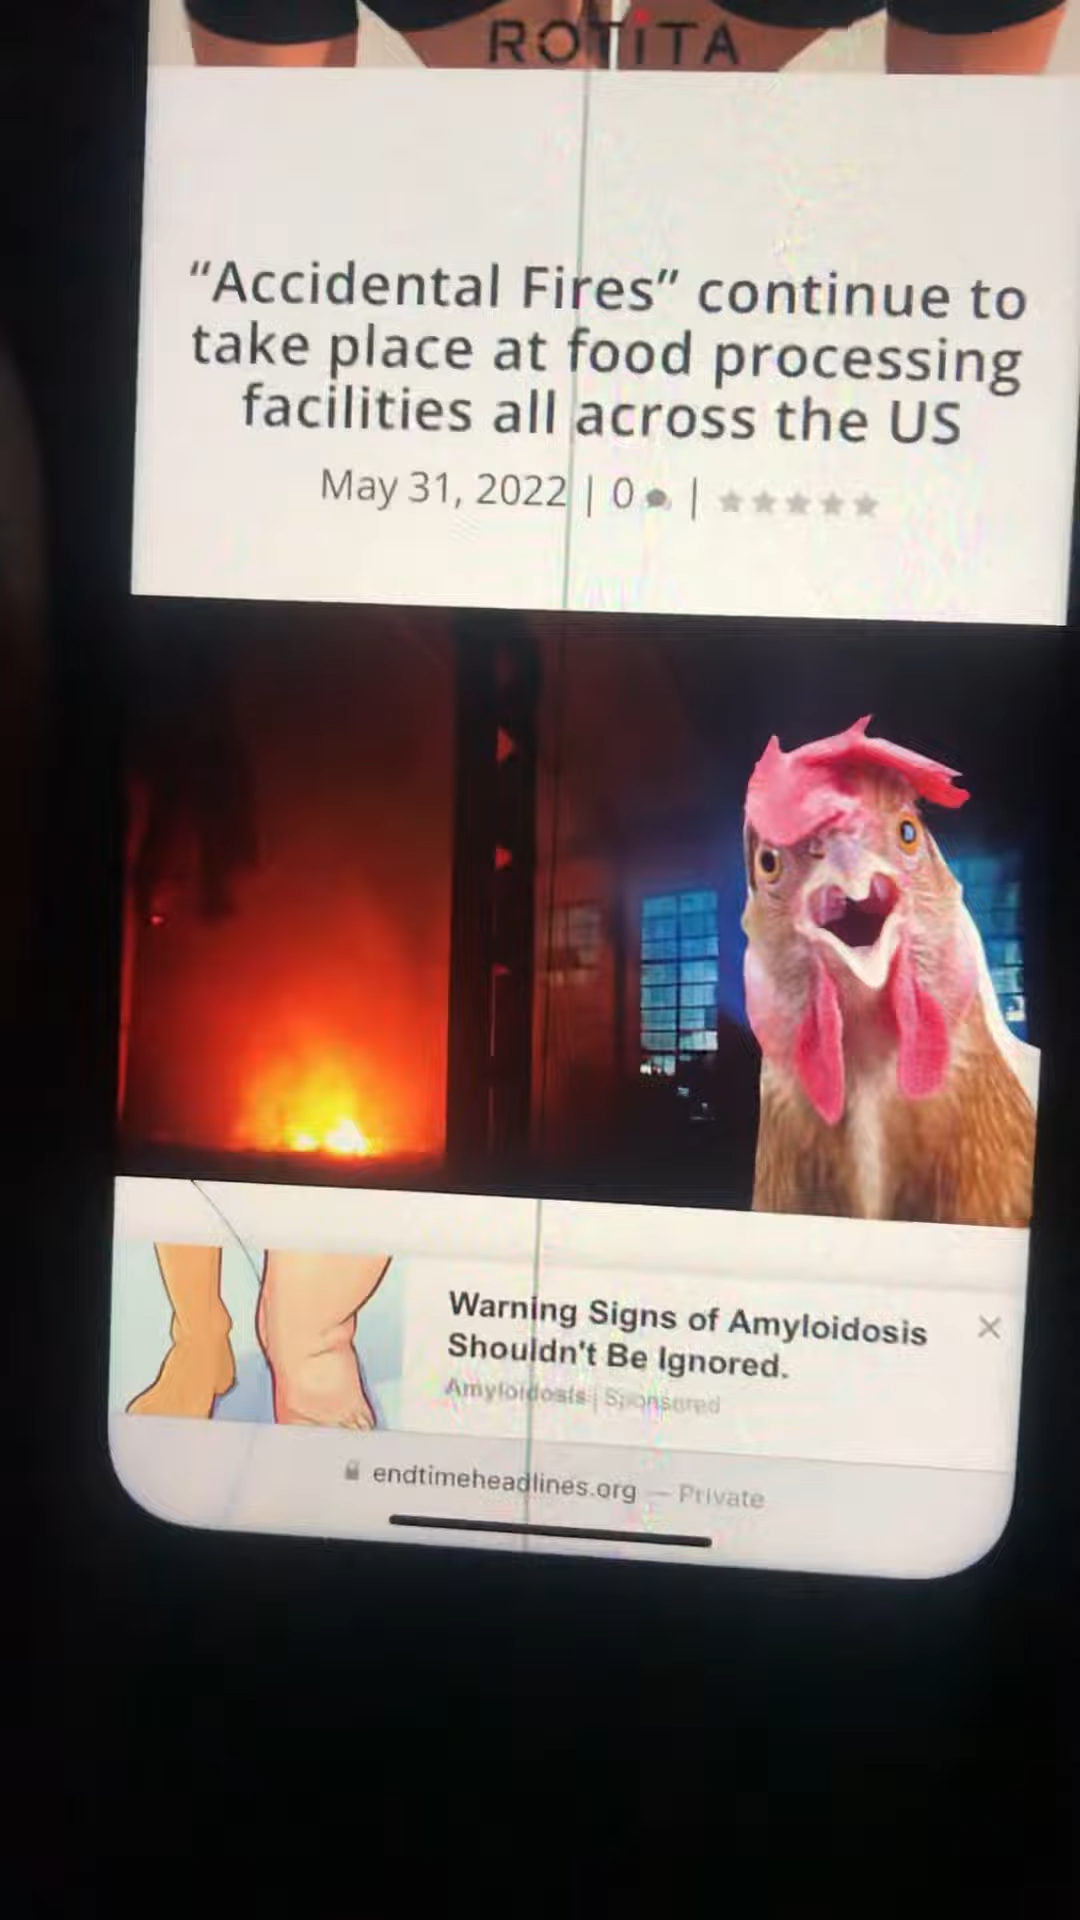 ROTITA
“Accidental Fires” continue to
take place at food processing
facilities all across the US
May 31, 2022 | 0 |
Warning Signs of Amyloidosis
Shouldn't Be Ignored.
Amyloidosis | Sponsored
endtimeheadlines.org — Private